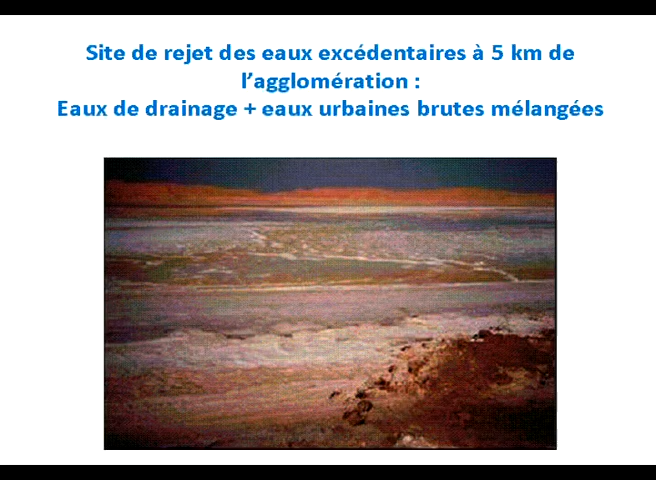 Site de rejet des eaux excédentaires à 5 km de
l’agglomération :
Eaux de drainage + eaux urbaines brutes mélangées